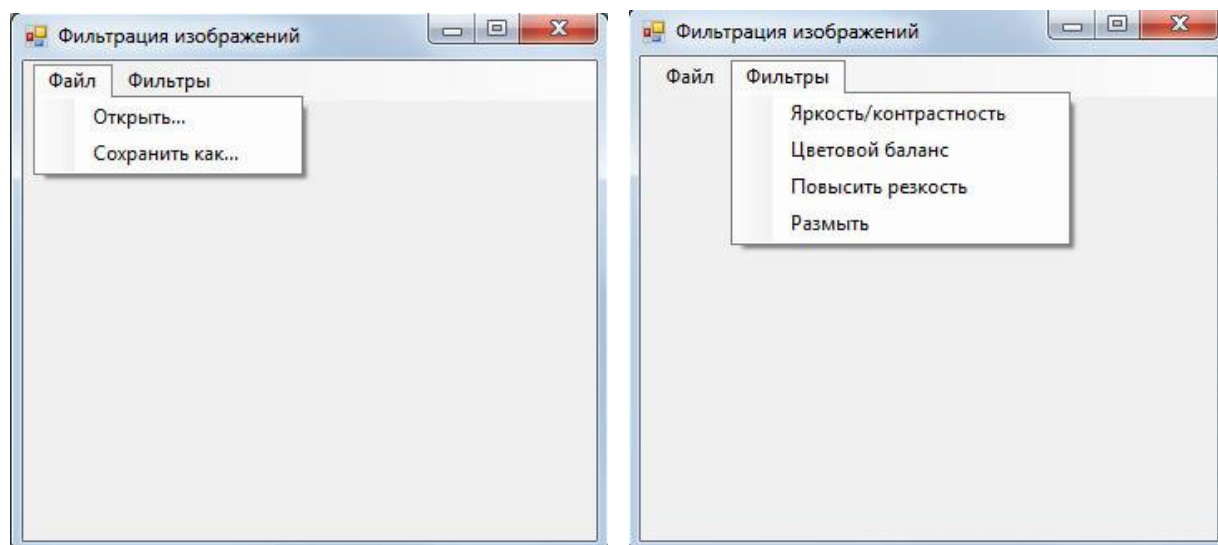 Фильтрация изображений
Файл Фильтры
Открыть...
Сохранить как...
Фильтрация изображений
Файл Фильтры
Яркость/контрастность
Цветовой баланс
Повысить резкость
Размыть